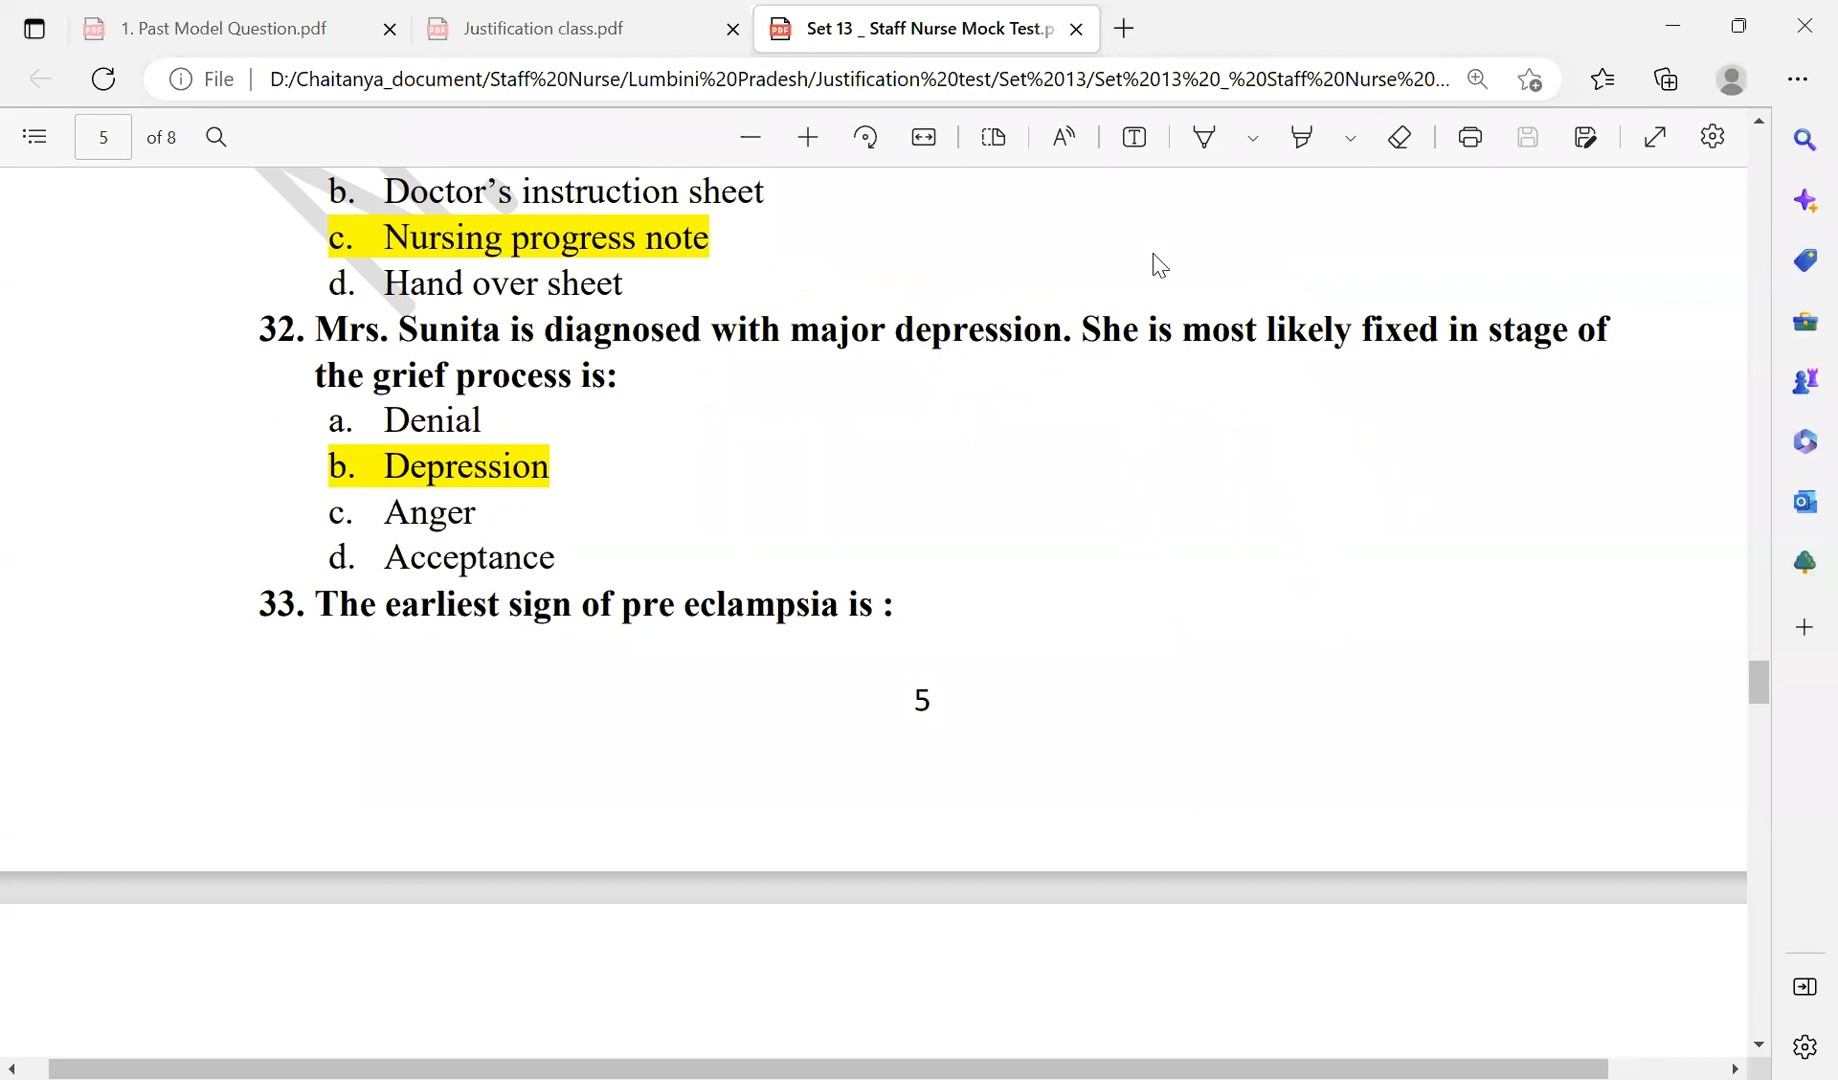 1. Past Model Question.pdf
Justification class.pdf
Set 13 _ Staff Nurse Mock Test.p
File
D:/Chaitanya_document/Staff%20Nurse/Lumbini%20Pradesh/Justification%20test/Set%2013/Set%2013%20_%20Staff%20Nurse%20...
5 of 8
b. Doctor's instruction sheet
c. Nursing progress note
d. Hand over sheet
32. Mrs. Sunita is diagnosed with major depression. She is most likely fixed in stage of
the grief process is:
a. Denial
b. Depression
c. Anger
d. Acceptance
33. The earliest sign of pre eclampsia is :
5